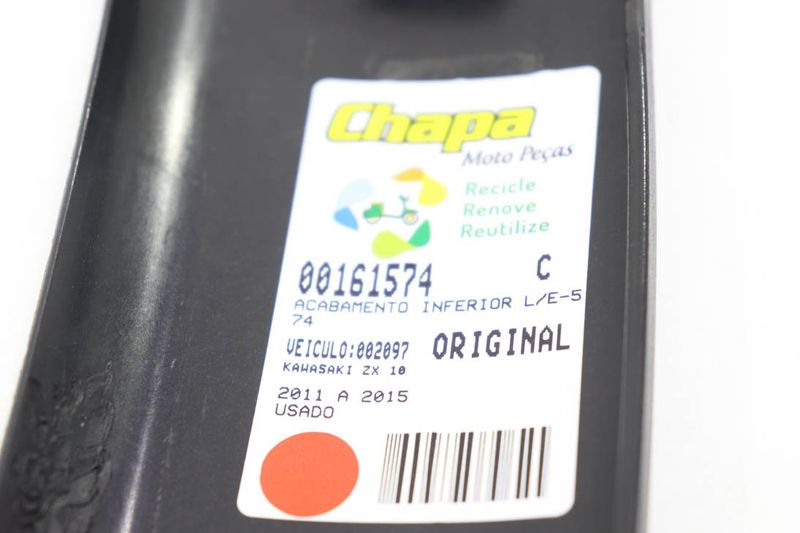 Chapa
Moto Peças
Recicle
Renove
Reutilize
00161574 C
ACABAMENTO INFERIOR L/E-5
74
VEICULO:002097 ORIGINAL
KAWASAKI ZX 10
2011 A 2015
USADO